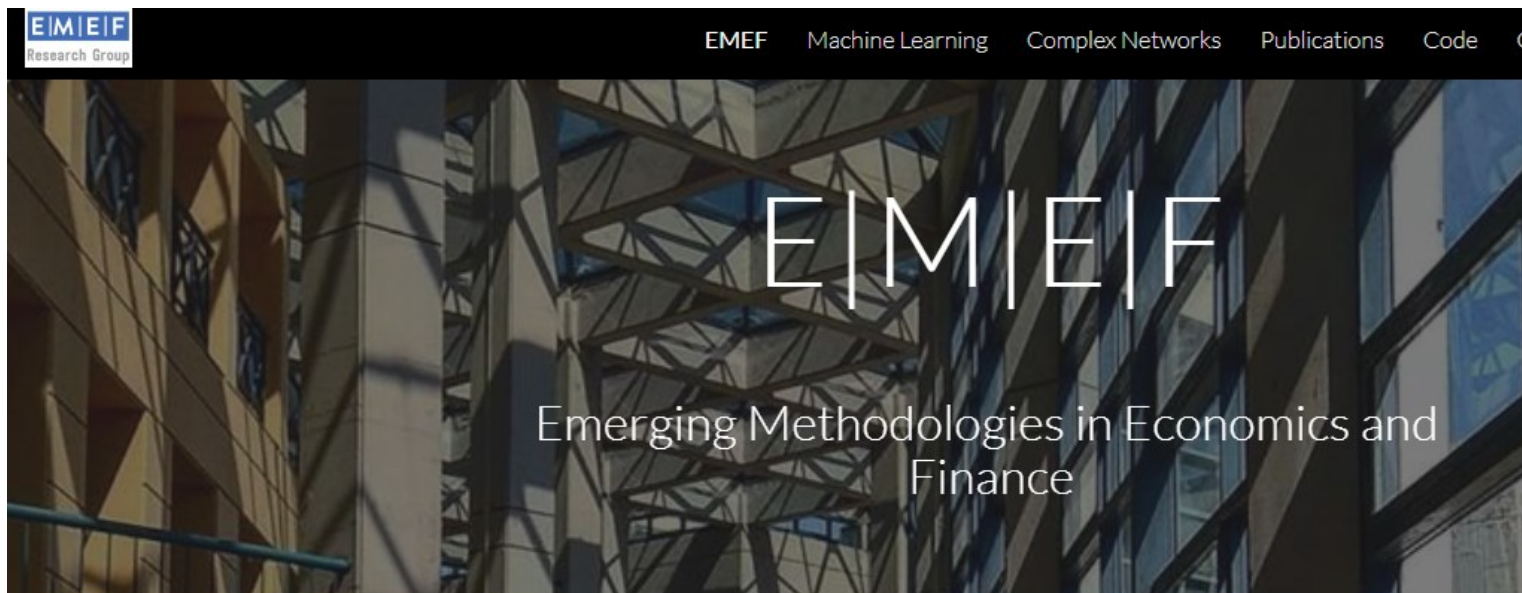 E|M|E|F
Research Group
EMEF Machine Learning Complex Networks Publications Code
E|M|E|F
Emerging Methodologies in Economics and
Finance